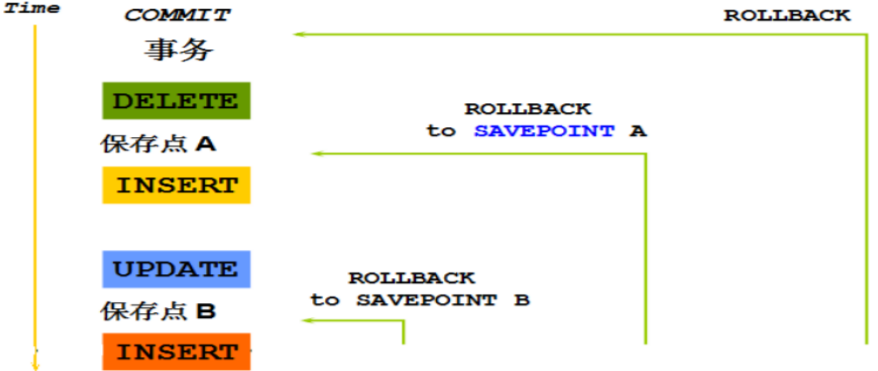 Time
COMMIT
ROLLBACK
事务
DELETE
ROLLBACK
to SAVEPOINT A
保存点 A
INSERT
UPDATE
ROLLBACK
to SAVEPOINT B
保存点 B
INSERT